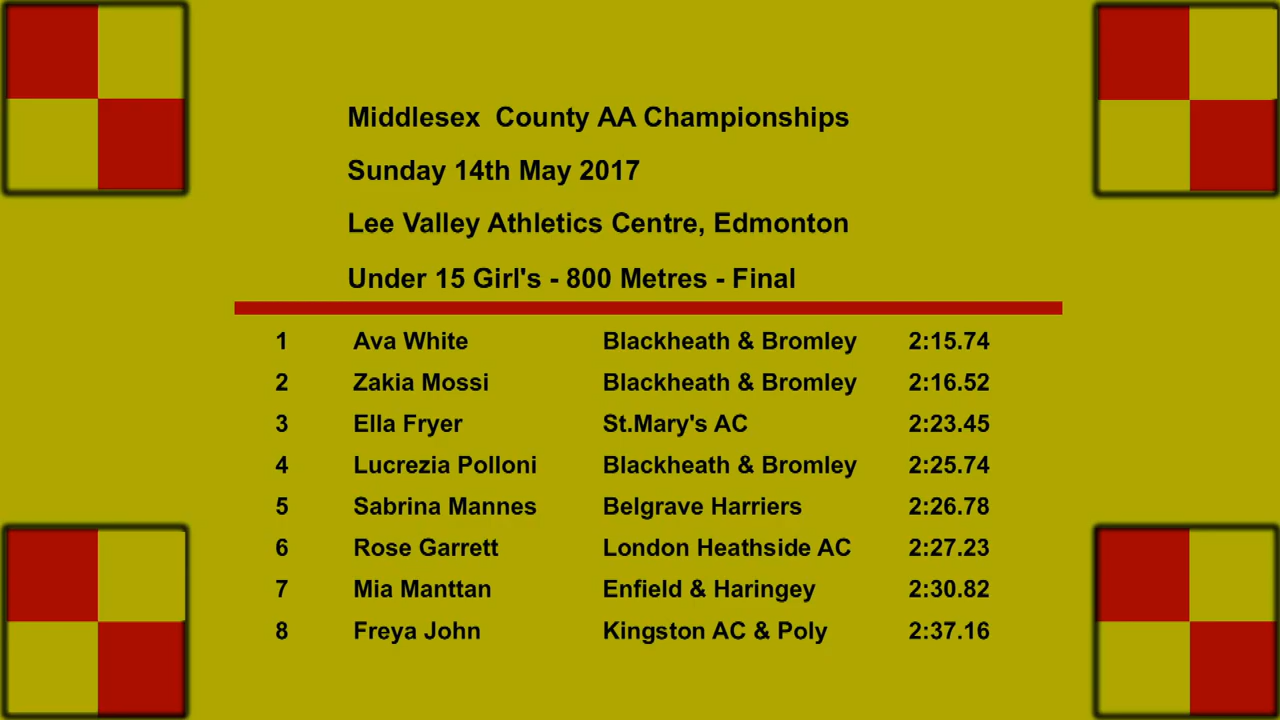 Middlesex  County AA Championships
Sunday 14th May 2017
Lee Valley Athletics Centre, Edmonton
Under 15 Girl's - 800 Metres - Final
1 Ava White Blackheath & Bromley 2:15.74
2 Zakia Mossi Blackheath & Bromley 2:16.52
3 Ella Fryer St.Mary's AC 2:23.45
4 Lucrezia Polloni Blackheath & Bromley 2:25.74
5 Sabrina Mannes Belgrave Harriers 2:26.78
6 Rose Garrett London Heathside AC 2:27.23
7 Mia Manttan Enfield & Haringey 2:30.82
8 Freya John Kingston AC & Poly 2:37.16